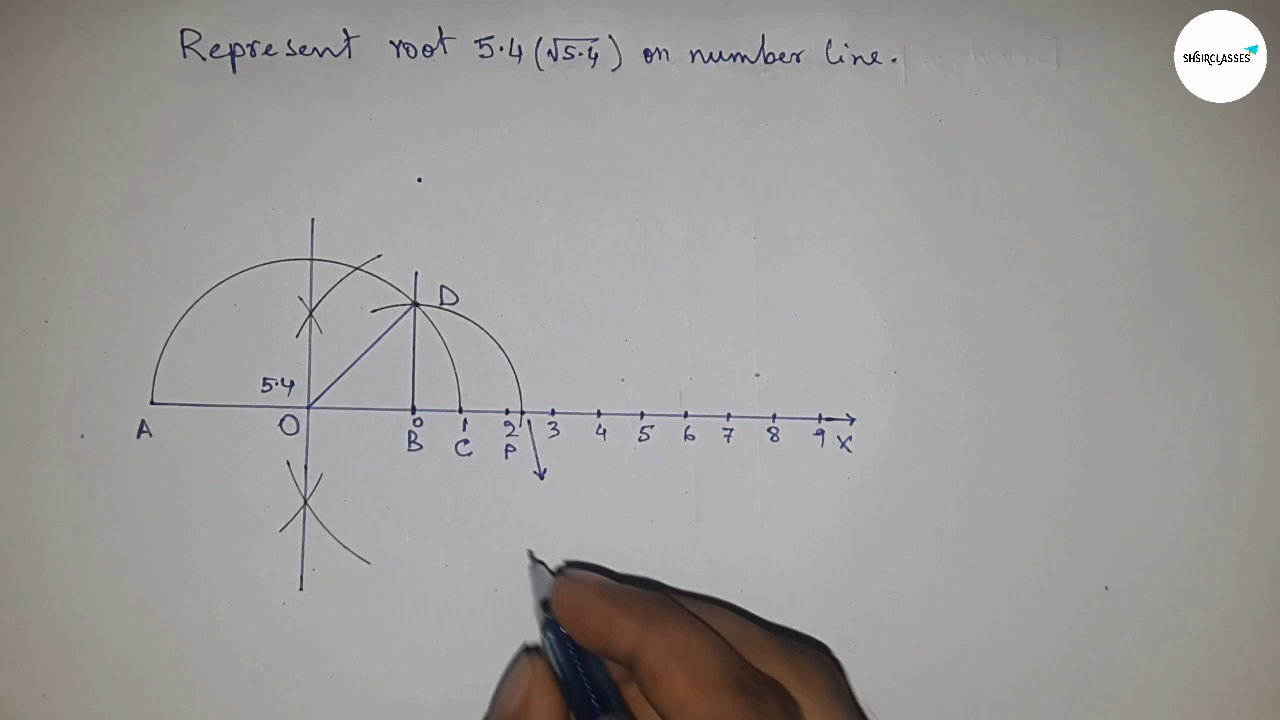 Represent root 5.4 (√5.4) on number line.
SHSIRCLASSES
D
5.4
A O 0 1 2 3 4 5 6 7 8 9 X
B C P